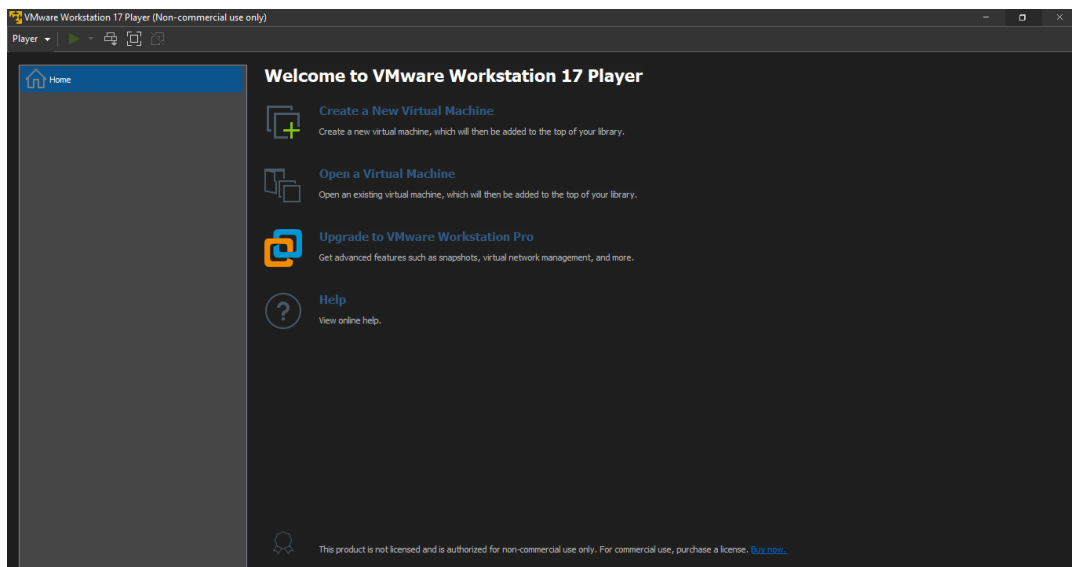 VMware Workstation 17 Player (Non-commercial use only)
Player
Home
Welcome to VMware Workstation 17 Player
Create a New Virtual Machine
Create a new virtual machine, which will then be added to the top of your library.
Open a Virtual Machine
Open an existing virtual machine, which will then be added to the top of your library.
Upgrade to VMware Workstation Pro
Get advanced features such as snapshots, virtual network management, and more.
Help
View online help.
This product is not licensed and is authorized for non-commercial use only. For commercial use, purchase a license. Buy now.